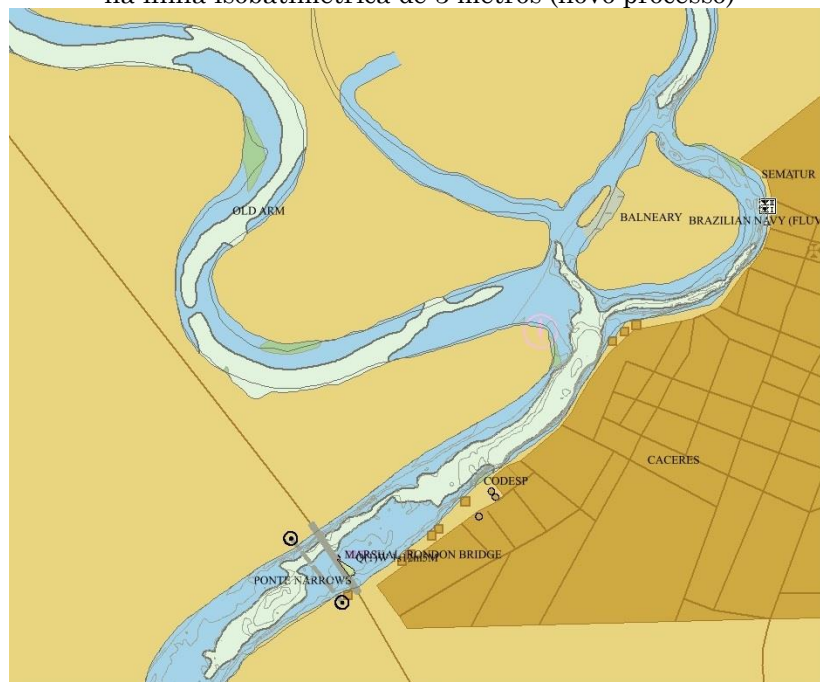 na linha isobatimétrica de 3 metros (novo processo)
SEMATUR
OLD ARM
BALNEARY
BRAZILIAN NAVY (FLUV
CACERES
CODESP
MARSHAL RONDON BRIDGE
PONTE NARROWS